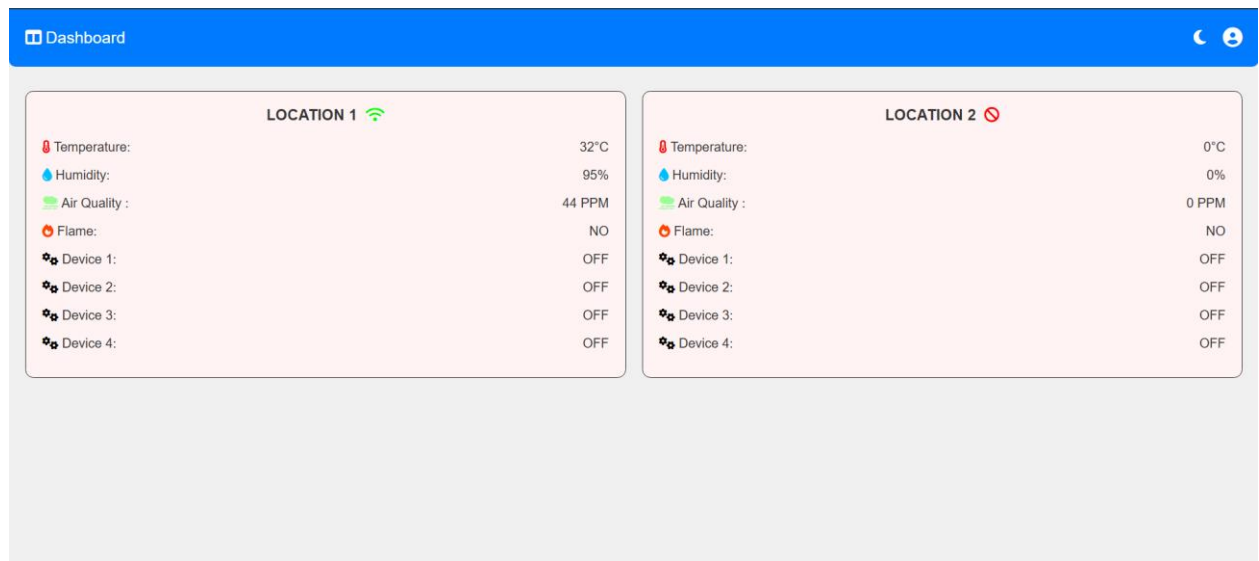 Dashboard
LOCATION 1
Temperature: 32°C
Humidity: 95%
Air Quality : 44 PPM
Flame: NO
Device 1: OFF
Device 2: OFF
Device 3: OFF
Device 4: OFF
LOCATION 2
Temperature: 0°C
Humidity: 0%
Air Quality : 0 PPM
Flame: NO
Device 1: OFF
Device 2: OFF
Device 3: OFF
Device 4: OFF